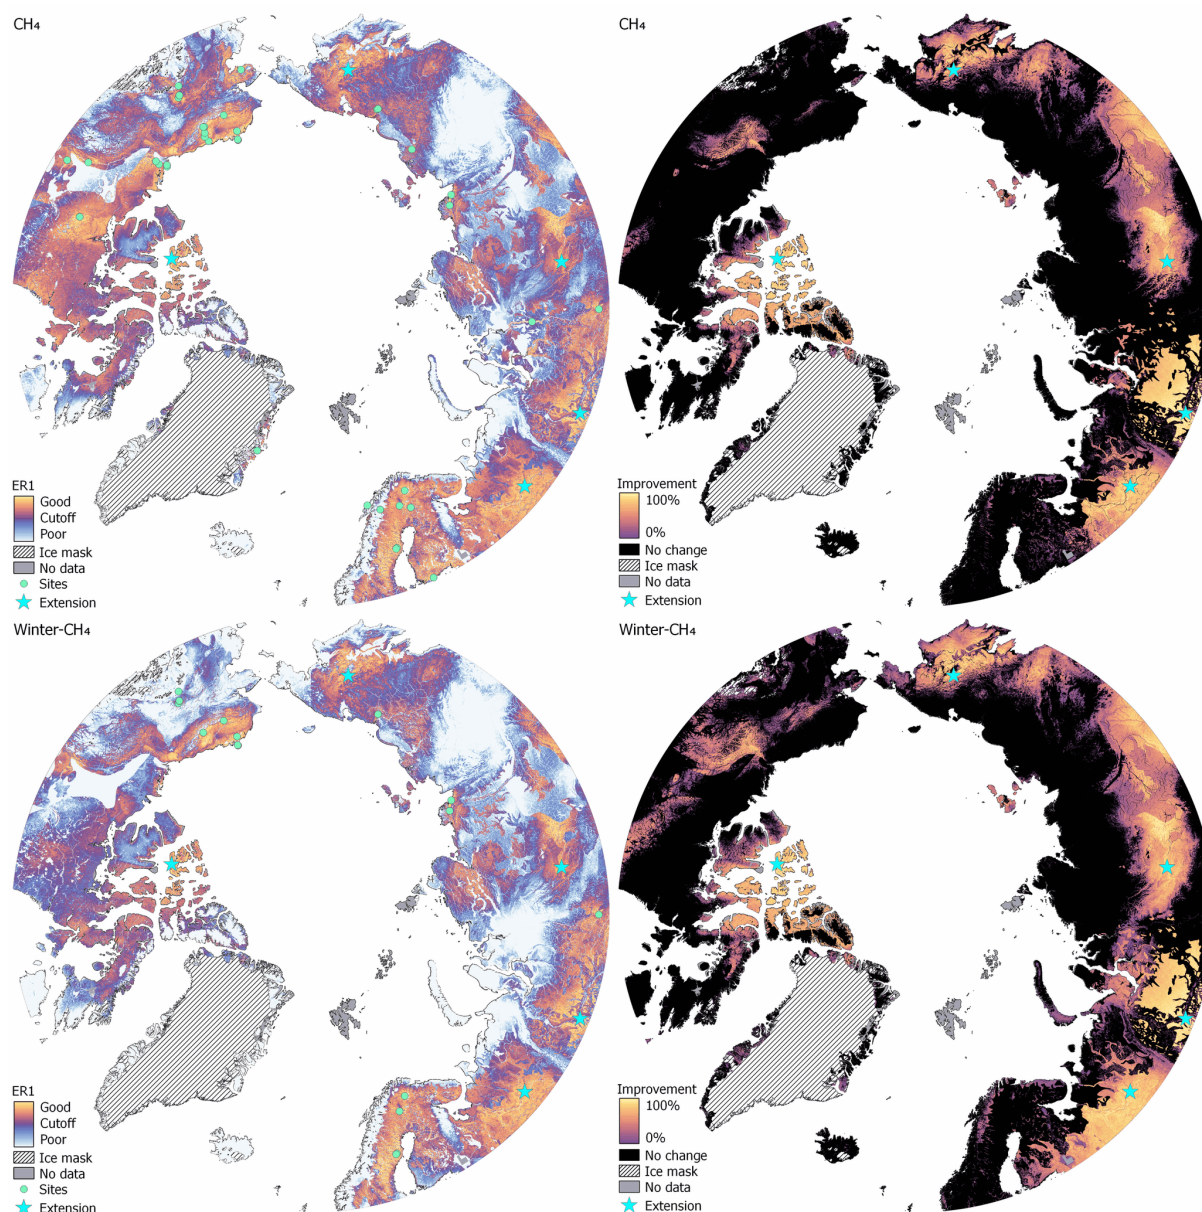 CH₄
ER1
Good
Cutoff
Poor
Ice mask
No data
Sites
Extension
CH₄
Improvement
100%
0%
No change
Ice mask
No data
Extension
Winter-CH₄
ER1
Good
Cutoff
Poor
Ice mask
No data
Sites
Extension
Winter-CH₄
Improvement
100%
0%
No change
Ice mask
No data
Extension